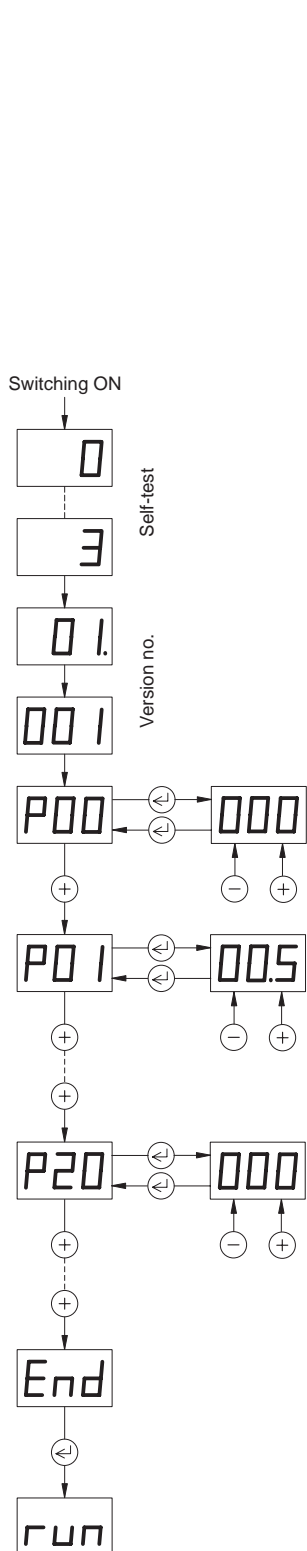 Switching ON
0
Self-test
3
01.
Version no.
001
P00 000
− +
+
P01 00.5
− +
+
+
P20 000
− +
+
+
End
run